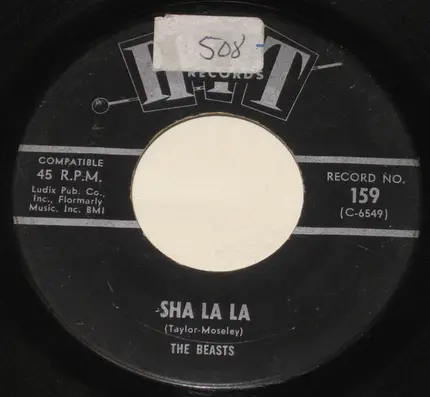 508
HIT
RECORDS
COMPATIBLE
45 R.P.M.
Ludix Pub. Co.,
Inc., Flormarly
Music, Inc. BMI
RECORD NO.
159
(C-6549)
SHA LA LA
(Taylor-Moseley)
THE BEASTS